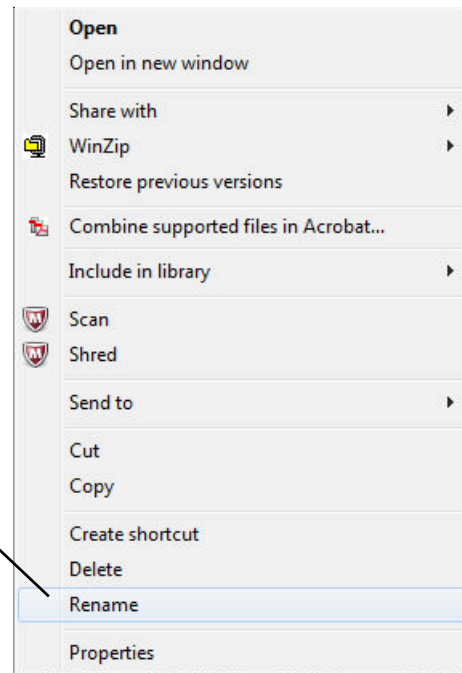 Open
Open in new window
Share with
WinZip
Restore previous versions
Combine supported files in Acrobat...
Include in library
Scan
Shred
Send to
Cut
Copy
Create shortcut
Delete
Rename
Properties